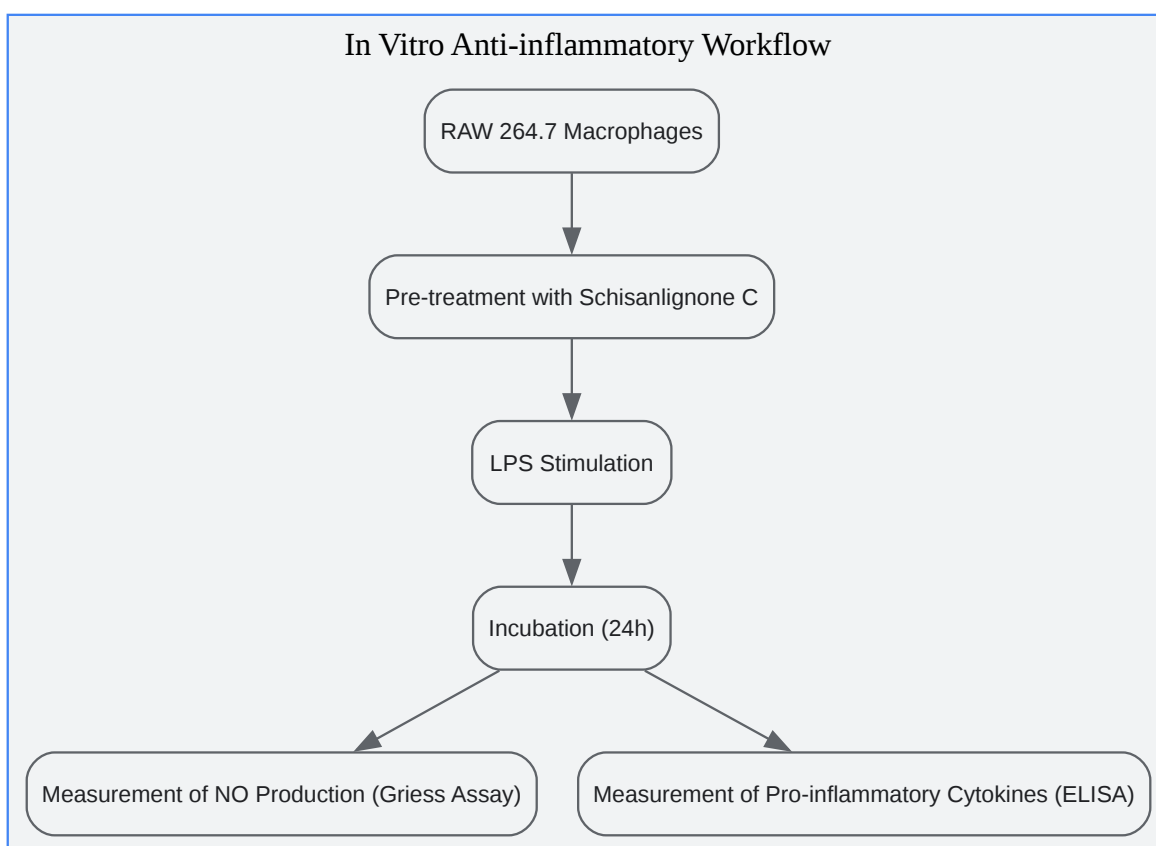 In Vitro Anti-inflammatory Workflow
RAW 264.7 Macrophages
Pre-treatment with Schisanlignone C
LPS Stimulation
Incubation (24h)
Measurement of NO Production (Griess Assay)
Measurement of Pro-inflammatory Cytokines (ELISA)